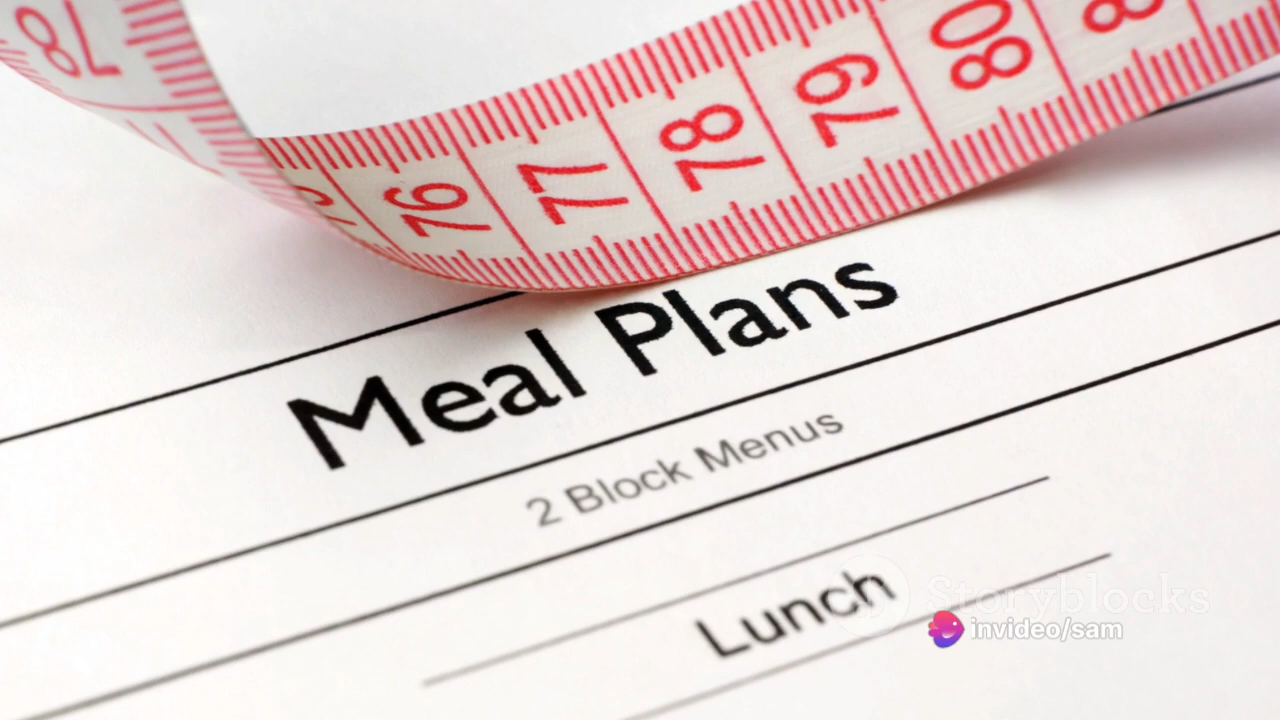 78
76
77
78
79
80
Meal Plans
2 Block Menus
Lunch
Storyblocks
invideo/sam